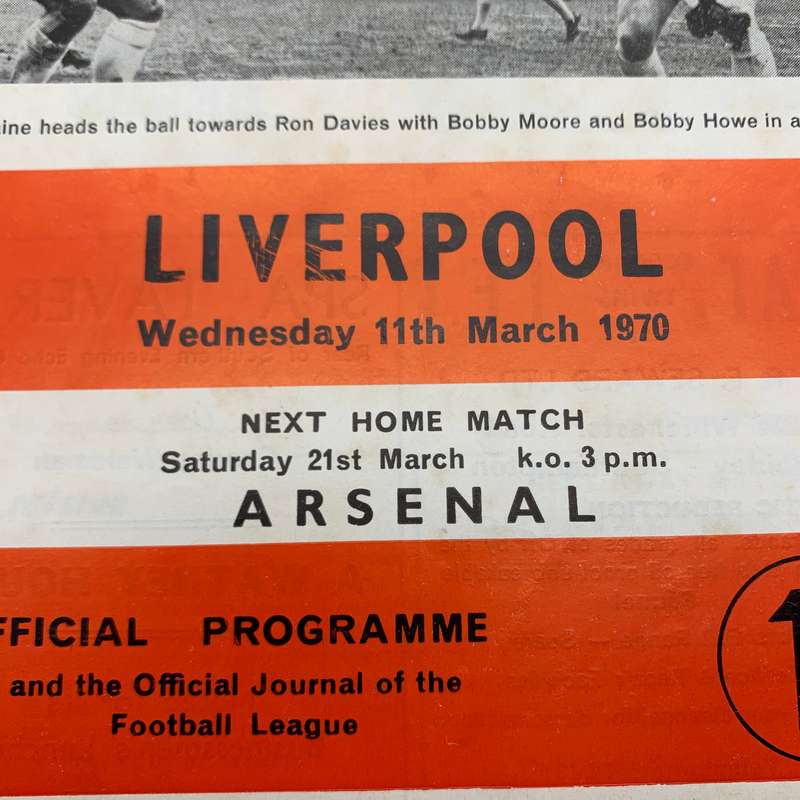 ine heads the ball towards Ron Davies with Bobby Moore and Bobby Howe in a
LIVERPOOL
Wednesday 11th March 1970
NEXT HOME MATCH
Saturday 21st March k.o. 3 p.m.
ARSENAL
FFICIAL PROGRAMME
and the Official Journal of the
Football League
1